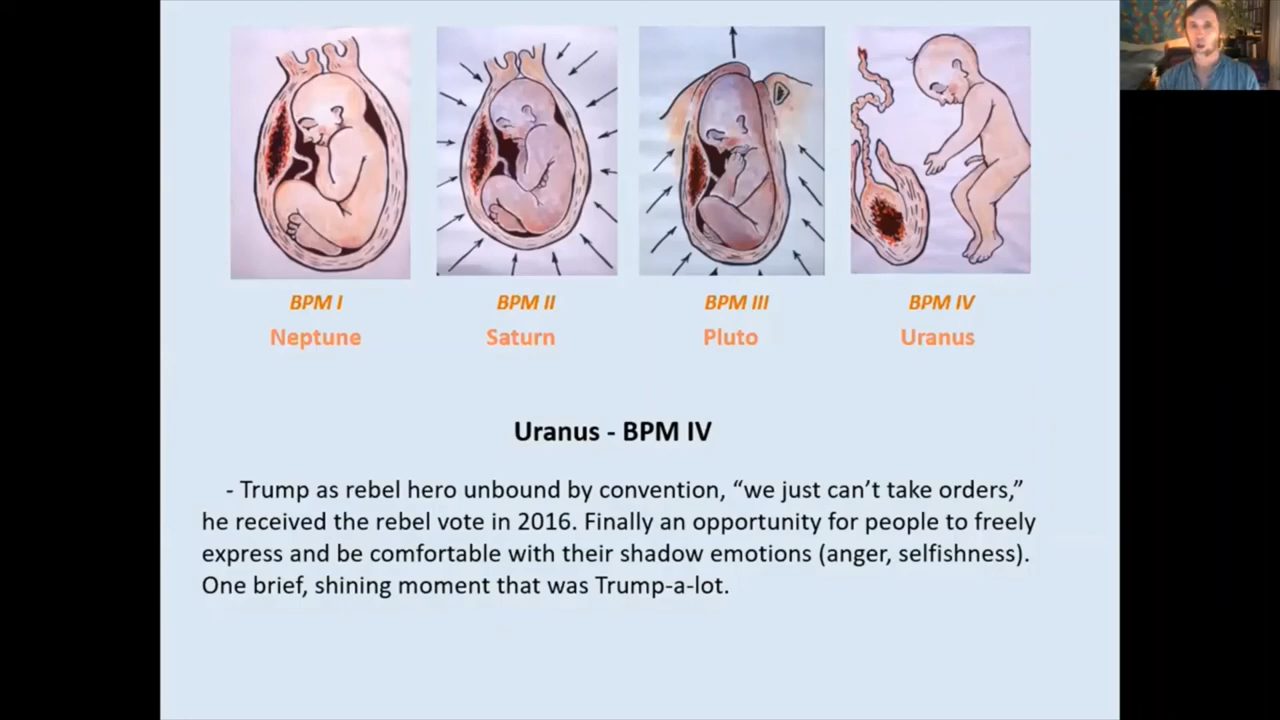 BPM I BPM II BPM III BPM IV
Neptune Saturn Pluto Uranus
Uranus - BPM IV
- Trump as rebel hero unbound by convention, “we just can’t take orders,”
he received the rebel vote in 2016. Finally an opportunity for people to freely
express and be comfortable with their shadow emotions (anger, selfishness).
One brief, shining moment that was Trump-a-lot.